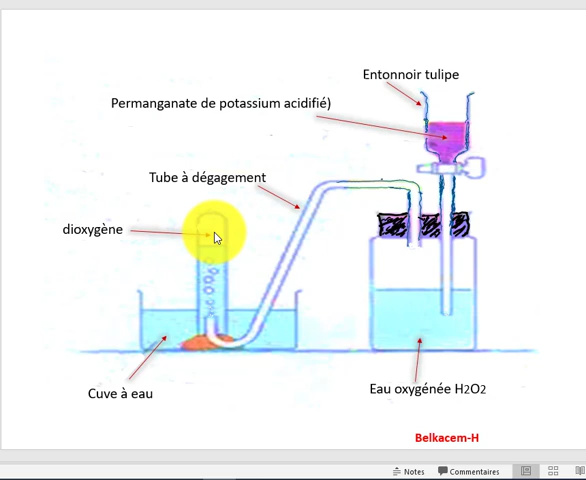 Entonnoir tulipe
Permanganate de potassium acidifié)
Tube à dégagement
dioxygène
Cuve à eau
Eau oxygénée H2O2
Belkacem-H
Notes
Commentaires